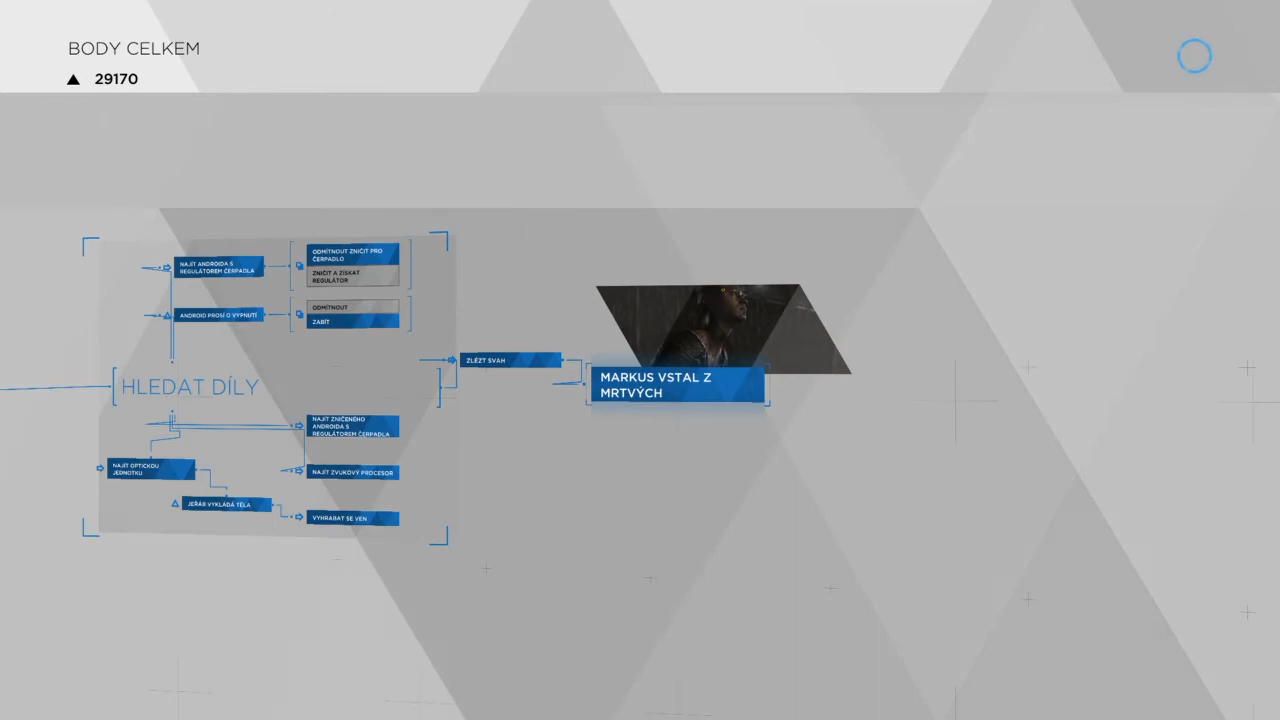 BODY CELKEM
29170
ODMÍTNOUT ZNIČIT PRO
ČERPADLO
NAJÍT ANDROIDA S
REGULÁTOREM ČERPADLA
ZNIČIT A ZÍSKAT
REGULÁTOR
ODMÍTNOUT
ANDROID PROSÍ O VYPNUTÍ
ZABÍT
ZLÉZT SVAH
MARKUS VSTAL Z
MRTVÝCH
HLEDAT DÍLY
NAJÍT ZNIČENÉHO
ANDROIDA S
REGULÁTOREM ČERPADLA
NAJÍT OPTICKOU
JEDNOTKU
NAJÍT ZVUKOVÝ PROCESOR
JEŘÁB VYKLÁDÁ TĚLA
VYHRABAT SE VEN